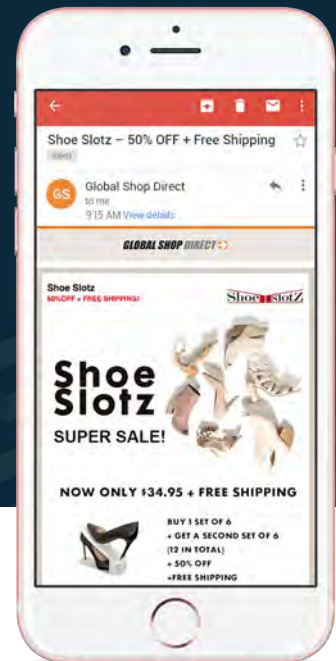 Shoe Slotz – 50% OFF + Free Shipping
Inbox
GS
Global Shop Direct
to me
9:15 AM View details
GLOBAL SHOP DIRECT
Shoe Slotz
50%OFF + FREE SHIPPING!
Shoe slotZ
Shoe
Slotz
SUPER SALE!
NOW ONLY $34.95 + FREE SHIPPING
BUY 1 SET OF 6
+ GET A SECOND SET OF 6
(12 IN TOTAL)
+ 50% OFF
+FREE SHIPPING